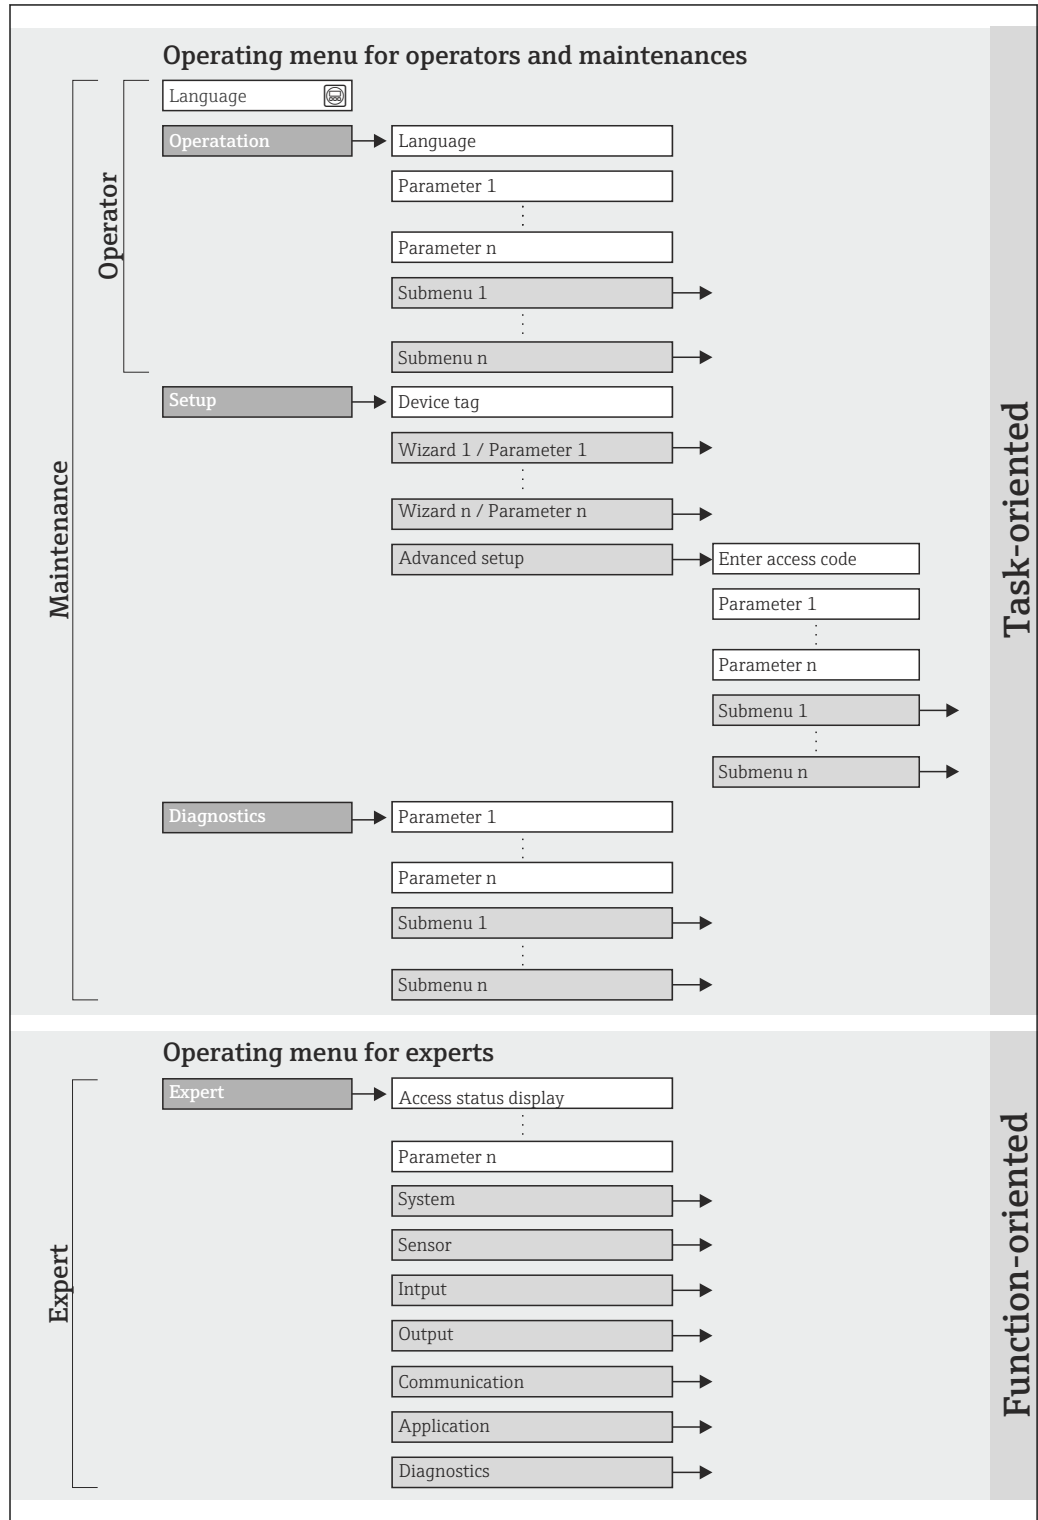 Operating menu for operators and maintenances
Language
Operatation
Language
Parameter 1
Parameter n
Submenu 1
Submenu n
Operator
Setup
Device tag
Wizard 1 / Parameter 1
Wizard n / Parameter n
Advanced setup
Enter access code
Parameter 1
Parameter n
Submenu 1
Submenu n
Diagnostics
Parameter 1
Parameter n
Submenu 1
Submenu n
Maintenance
Task-oriented
Operating menu for experts
Expert
Access status display
Parameter n
System
Sensor
Intput
Output
Communication
Application
Diagnostics
Expert
Function-oriented